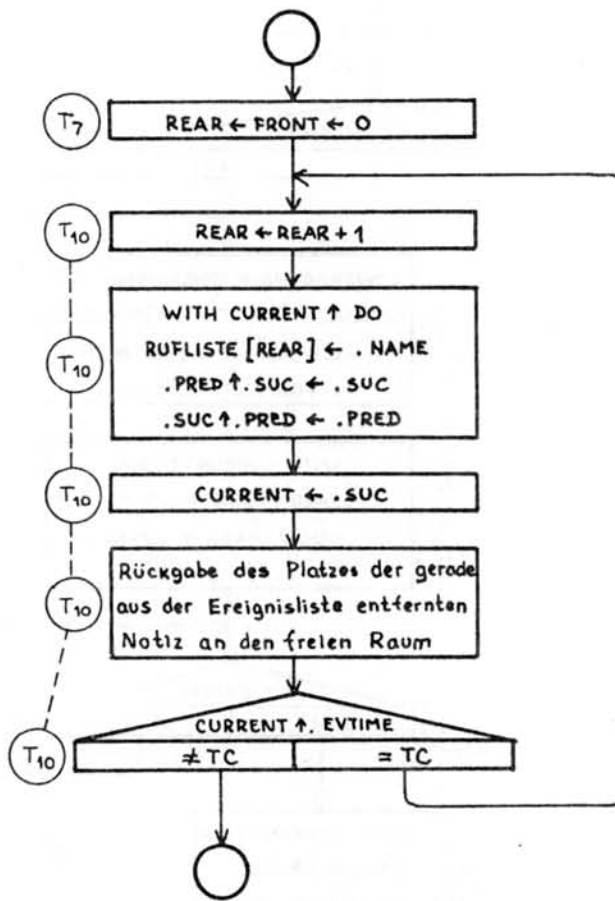 T7
REAR ← FRONT ← 0
T10
REAR ← REAR + 1
WITH CURRENT ↑ DO
T10
RUFLISTE [REAR] ← . NAME
.PRED↑.SUC ← .SUC
.SUC↑.PRED ← .PRED
T10
CURRENT ← .SUC
Rückgabe des Platzes der gerade
T10
aus der Ereignisliste entfernten
Notiz an den freien Raum
CURRENT ↑. EVTIME
T10
≠ TC
= TC